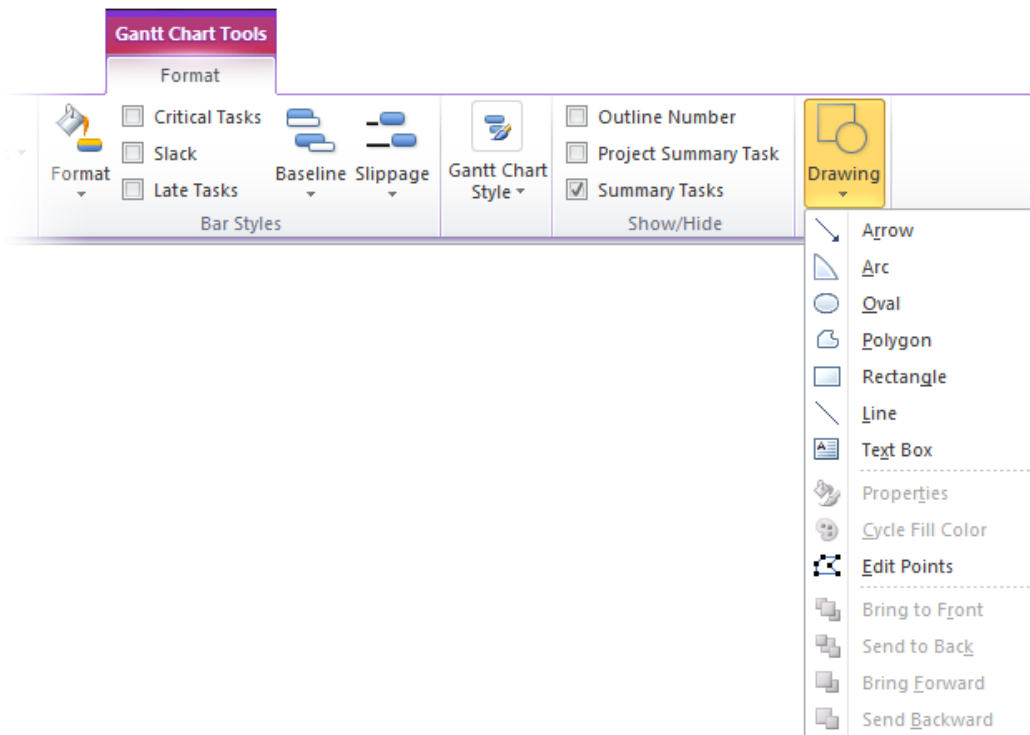 Gantt Chart Tools
Format
Critical Tasks
Slack
Late Tasks
Format
Baseline
Slippage
Bar Styles
Gantt Chart
Style
Outline Number
Project Summary Task
Summary Tasks
Show/Hide
Drawing
Arrow
Arc
Oval
Polygon
Rectangle
Line
Text Box
Properties
Cycle Fill Color
Edit Points
Bring to Front
Send to Back
Bring Forward
Send Backward